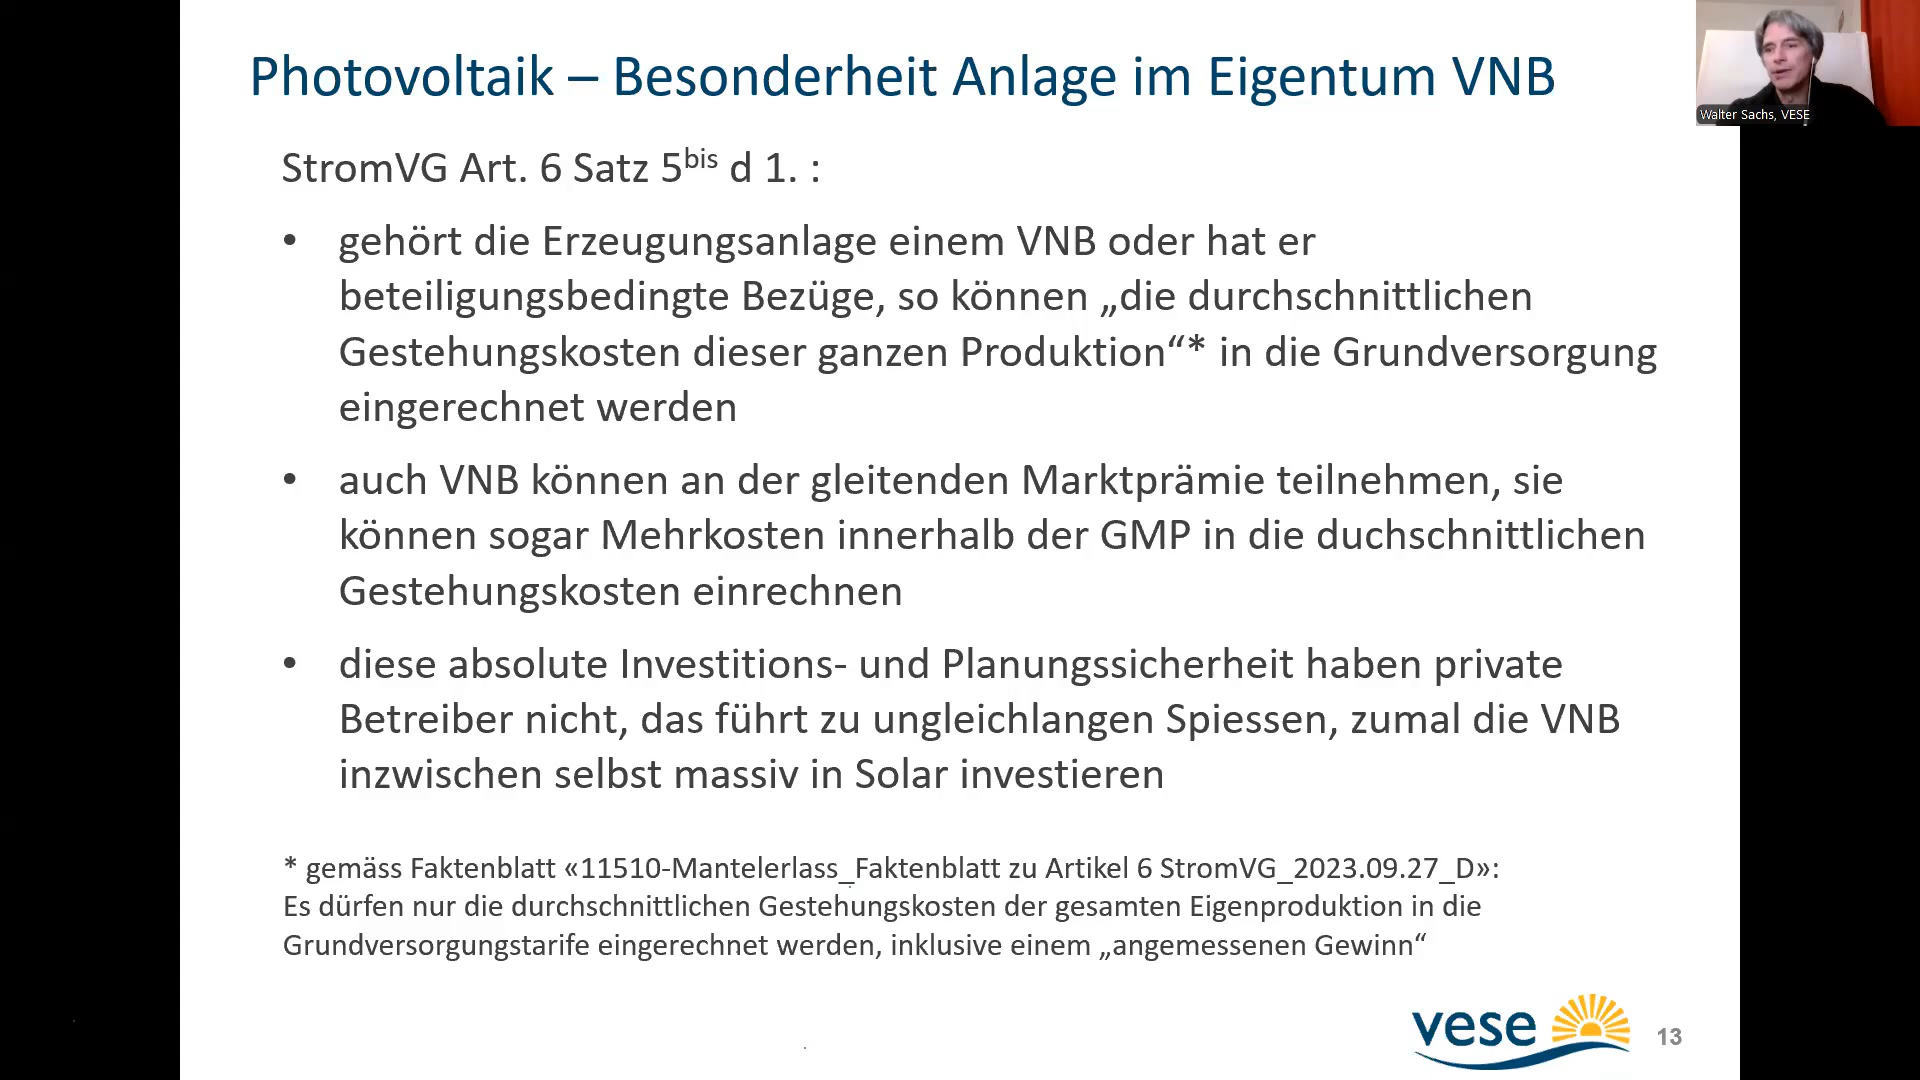 Photovoltaik – Besonderheit Anlage im Eigentum VNB
Walter Sachs, VESE
StromVG Art. 6 Satz 5bis d 1. :
• gehört die Erzeugungsanlage einem VNB oder hat er
beteiligungsbedingte Bezüge, so können „die durchschnittlichen
Gestehungskosten dieser ganzen Produktion“* in die Grundversorgung
eingerechnet werden
• auch VNB können an der gleitenden Marktprämie teilnehmen, sie
können sogar Mehrkosten innerhalb der GMP in die duchschnittlichen
Gestehungskosten einrechnen
• diese absolute Investitions- und Planungssicherheit haben private
Betreiber nicht, das führt zu ungleichlangen Spiessen, zumal die VNB
inzwischen selbst massiv in Solar investieren
* gemäss Faktenblatt «11510-Mantelerlass_Faktenblatt zu Artikel 6 StromVG_2023.09.27_D»:
Es dürfen nur die durchschnittlichen Gestehungskosten der gesamten Eigenproduktion in die
Grundversorgungstarife eingerechnet werden, inklusive einem „angemessenen Gewinn“
vese
13